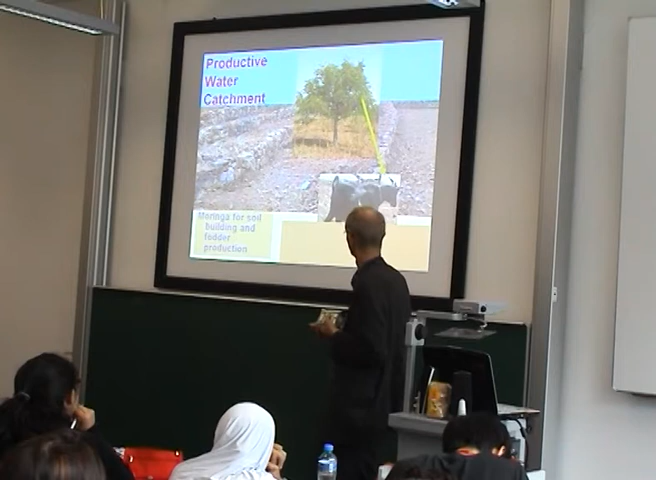 Productive
Water
Catchment
Moringa for soil
building and
fodder
production